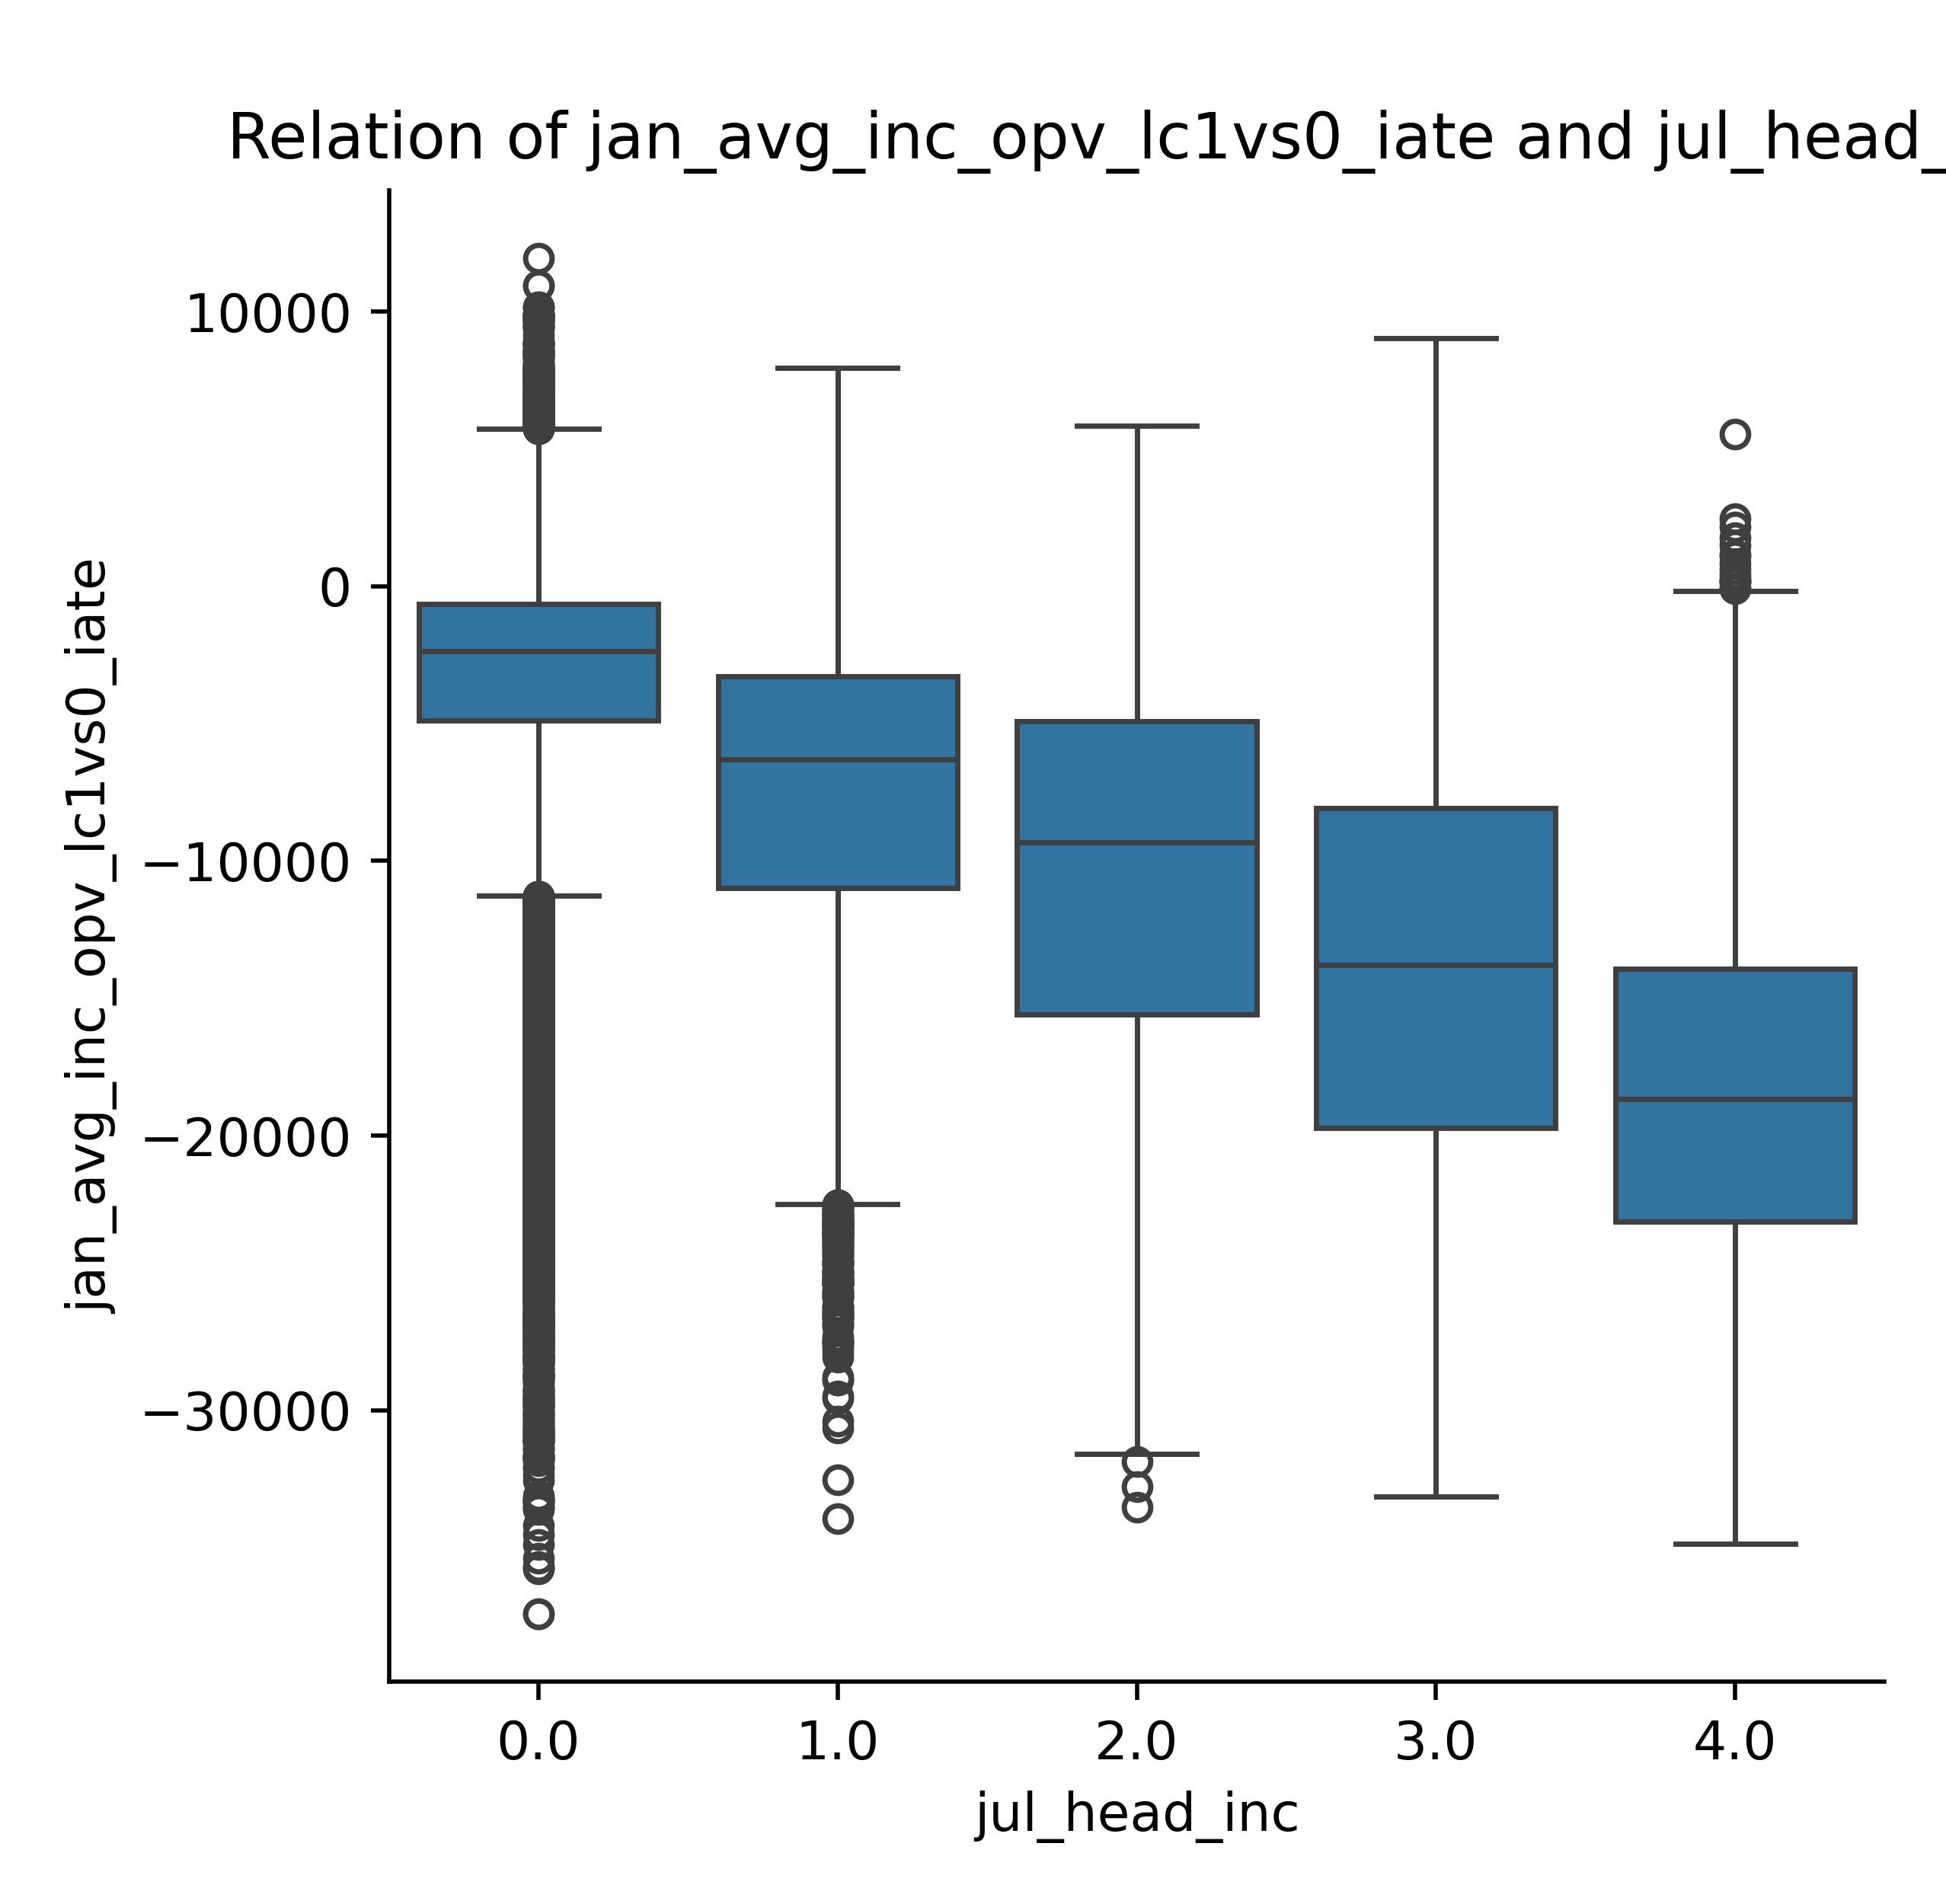 Relation of jan_avg_inc_opv_lc1vs0_iate and jul_head_
jan_avg_inc_opv_lc1vs0_iate
10000
0
−10000
−20000
−30000
0.0 1.0 2.0 3.0 4.0
jul_head_inc